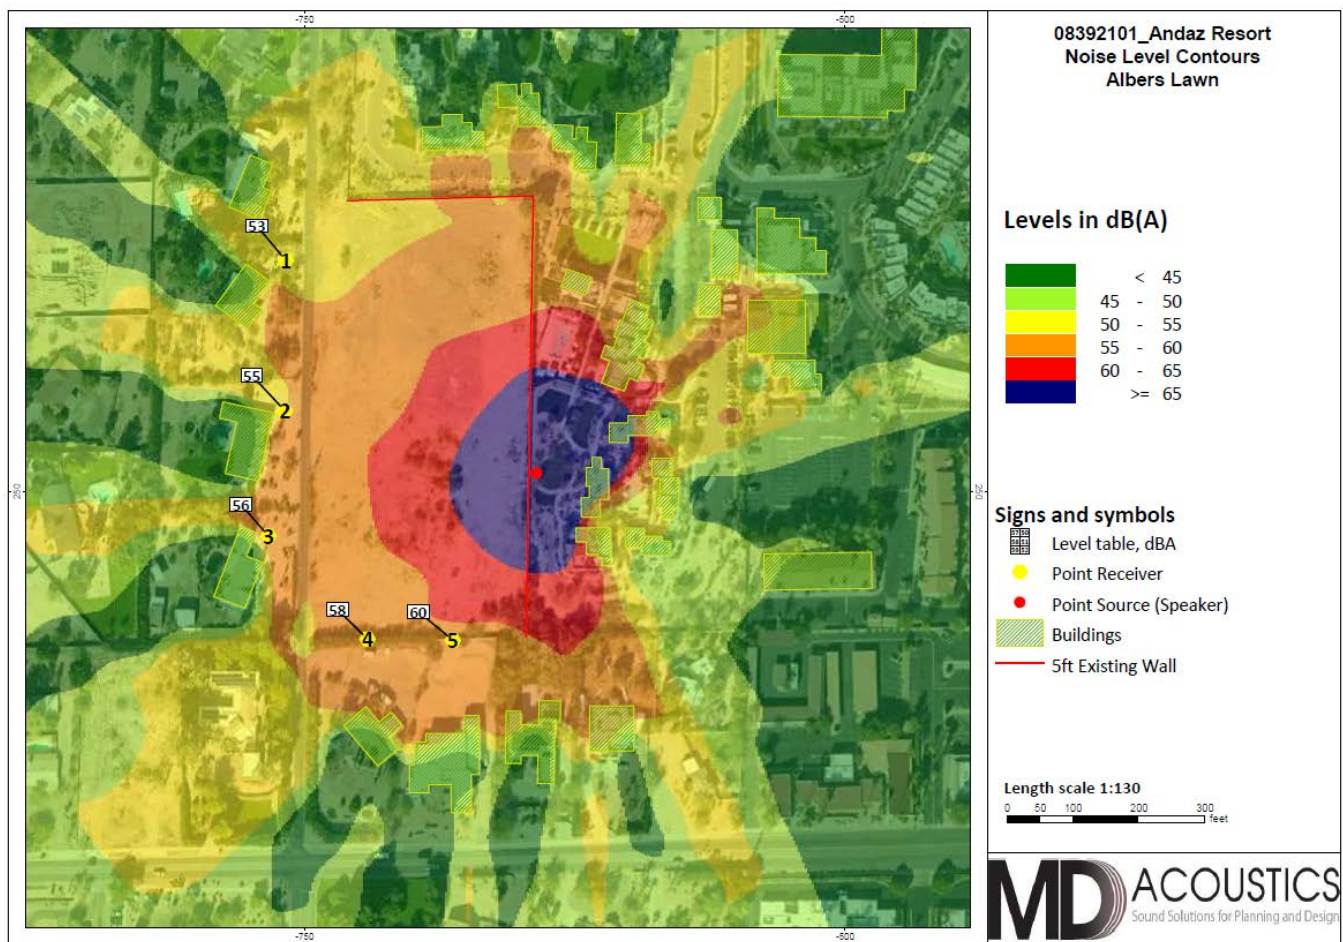 -750
-500
08392101_Andaz Resort
Noise Level Contours
Albers Lawn
53
1
55
2
56
3
58
4
60
5
250
250
-750
-500
Levels in dB(A)
< 45
45 - 50
50 - 55
55 - 60
60 - 65
>= 65
Signs and symbols
Level table, dBA
Point Receiver
Point Source (Speaker)
Buildings
5ft Existing Wall
Length scale 1:130
0 50 100 200 300
feet
MD ACOUSTICS
Sound Solutions for Planning and Design